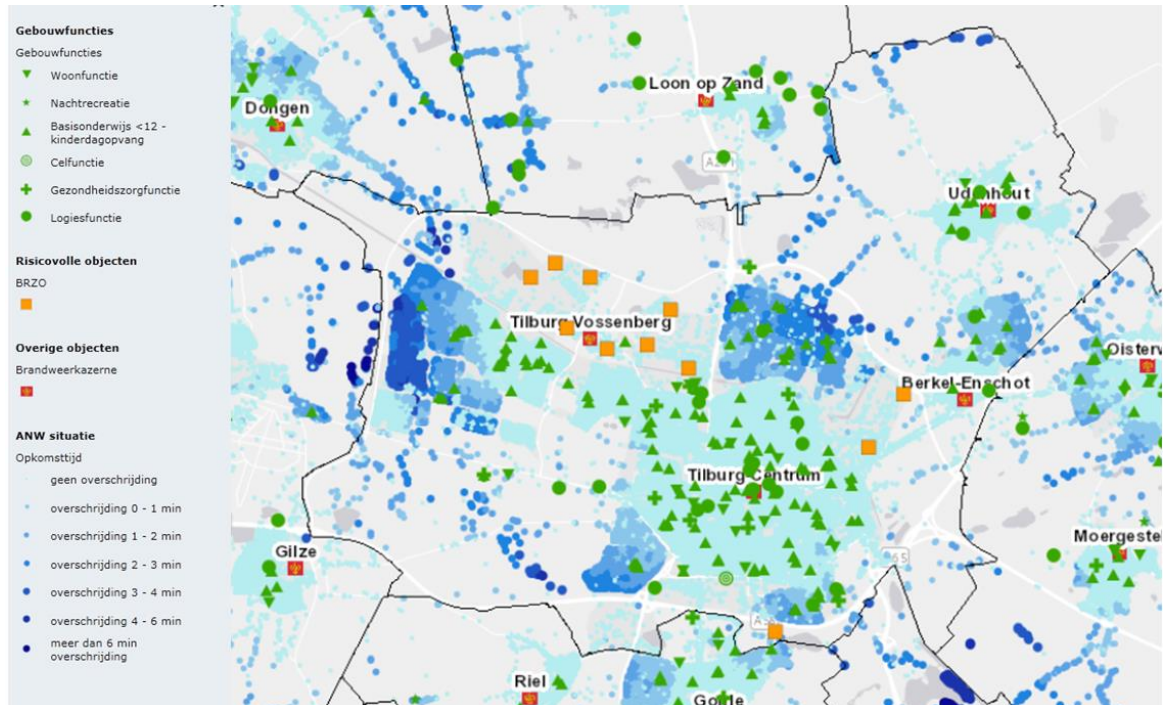 Gebouwfuncties
Gebouwfuncties
Woonfunctie
Nachtrecreatie
Basisonderwijs <12 -
kinderdagopvang
Celfunctie
Gezondheidszorgfunctie
Logiesfunctie
Risicovolle objecten
BRZO
Overige objecten
Brandweerkazerne
ANW situatie
Opkomsttijd
geen overschrijding
overschrijding 0 - 1 min
overschrijding 1 - 2 min
overschrijding 2 - 3 min
overschrijding 3 - 4 min
overschrijding 4 - 6 min
meer dan 6 min
overschrijding
Loon op Zand
Dongen
Udenhout
Tilburg Vossenberg
Oisterw
Berkel-Enschot
Tilburg Centrum
Moergestel
Gilze
Riel
Goirle